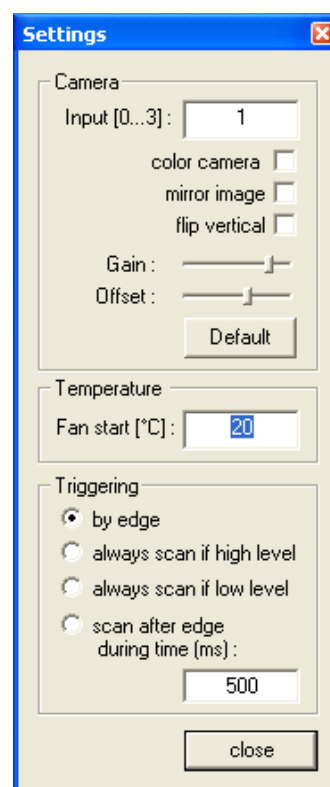 Settings
Camera
Input [0...3] : 1
color camera
mirror image
flip vertical
Gain :
Offset :
Default
Temperature
Fan start [°C] : 20
Triggering
by edge
always scan if high level
always scan if low level
scan after edge
during time (ms) :
500
close